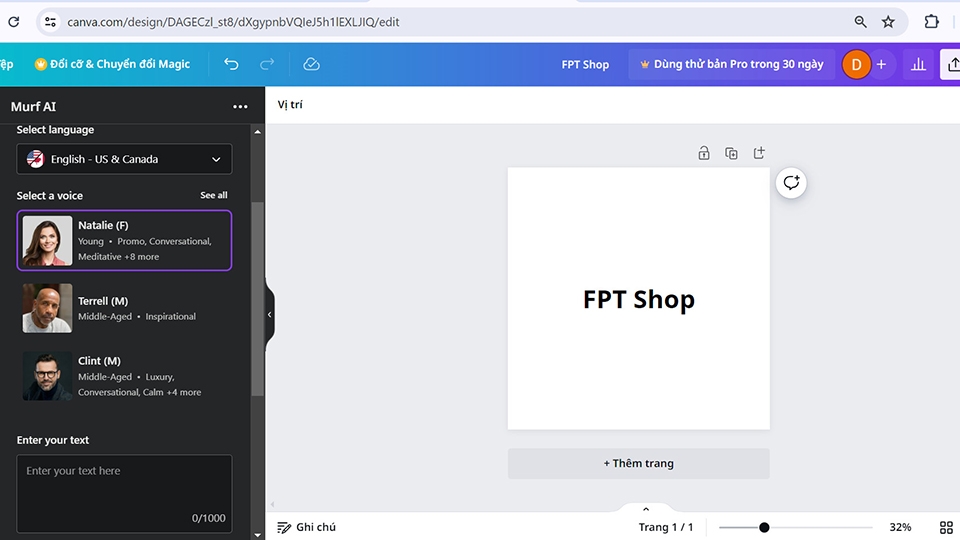 canva.com/design/DAGECzl_st8/dXgypnbVQIeJ5h1lEXLJIQ/edit
Đổi cỡ & Chuyển đổi Magic
FPT Shop
Dùng thử bản Pro trong 30 ngày
D
Murf AI
Vị trí
Select language
English - US & Canada
Select a voice
See all
Natalie (F)
Young • Promo, Conversational,
Meditative +8 more
Terrell (M)
Middle-Aged • Inspirational
Clint (M)
Middle-Aged • Luxury,
Conversational, Calm +4 more
Enter your text
Enter your text here
0/1000
FPT Shop
+ Thêm trang
Ghi chú
Trang 1 / 1
32%